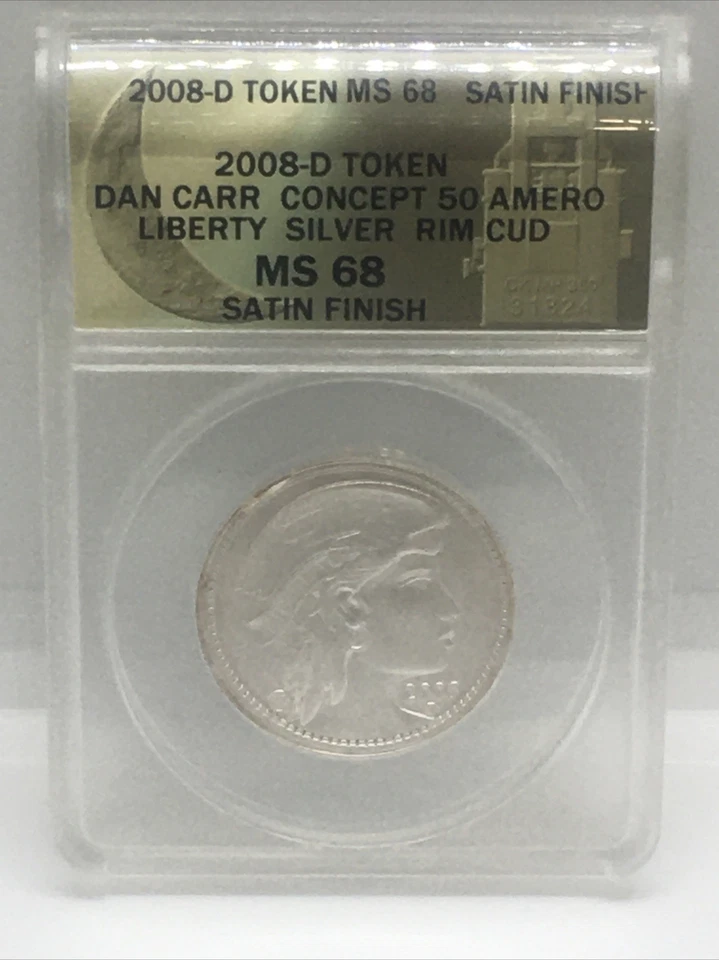 2008-D TOKEN MS 68 SATIN FINISH
2008-D TOKEN
DAN CARR CONCEPT 50 AMERO
LIBERTY SILVER RIM CUD
MS 68
SATIN FINISH
31824